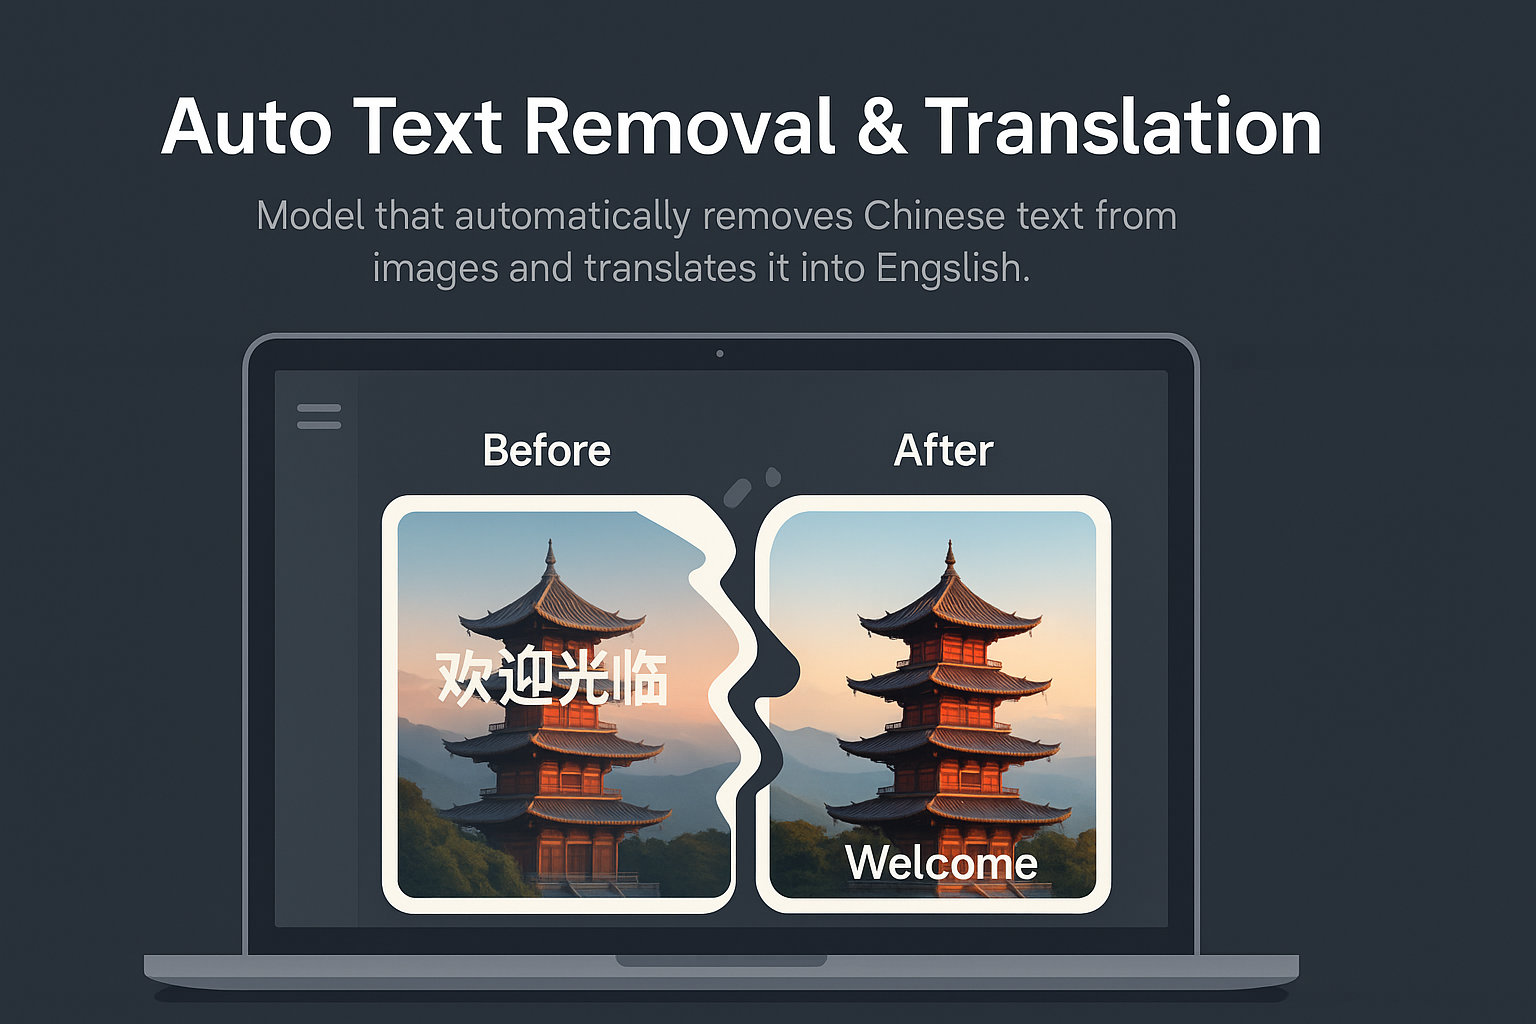 Auto Text Removal & Translation
Model that automatically removes Chinese text from
images and translates it into Engslish.
Before
After
欢迎光临
Welcome